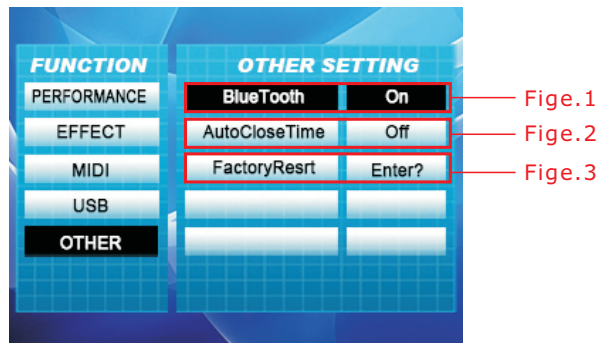 FUNCTION
PERFORMANCE
EFFECT
MIDI
USB
OTHER
OTHER SETTING
BlueTooth On
AutoCloseTime Off
FactoryResrt Enter?
Fige.1
Fige.2
Fige.3